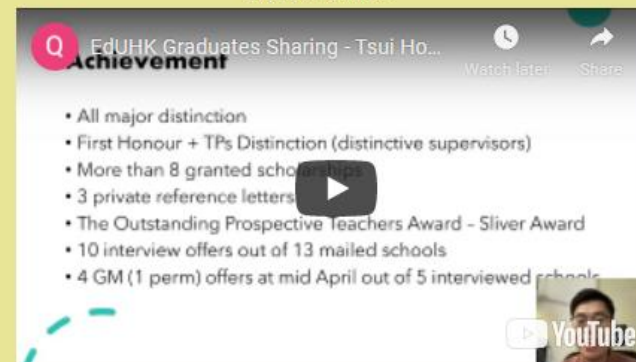 Q
EdUHK Graduates Sharing - Tsui Ho...
Watch later
Share
Achievement
• All major distinction
• First Honour + TPs Distinction (distinctive supervisors)
• More than 8 granted scholarships
• 3 private reference letters
• The Outstanding Prospective Teachers Award – Sliver Award
• 10 interview offers out of 13 mailed schools
• 4 GM (1 perm) offers at mid April out of 5 interviewed schools
YouTube